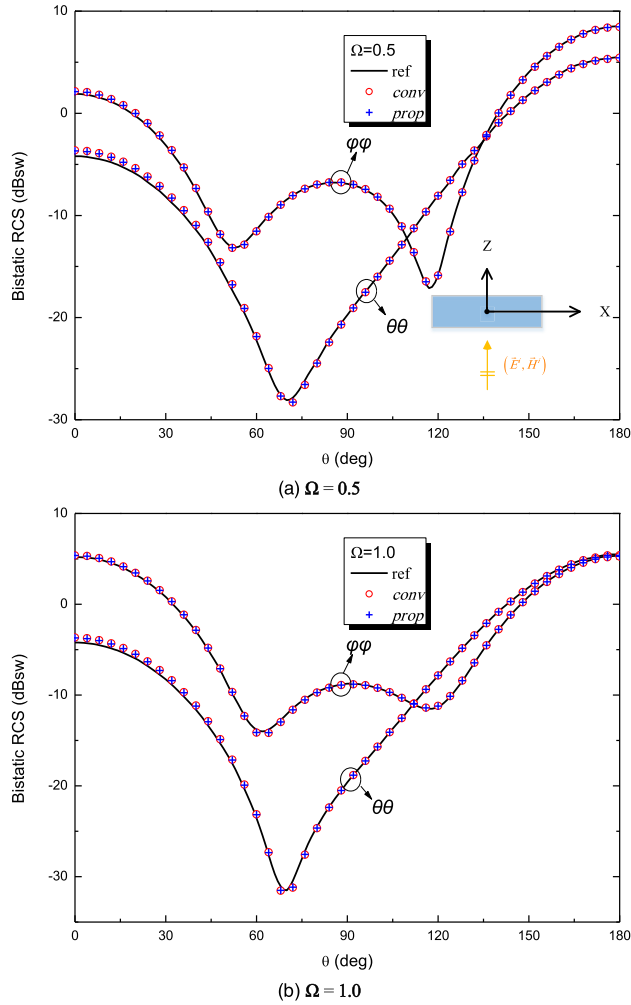 10
0
-10
-20
-30
Bistatic RCS (dBsw)
Ω=0.5
ref
conv
prop
φφ
θθ
Z
X
(Ēⁱ, H̄ⁱ)
0 30 60 90 120 150 180
θ (deg)
(a) Ω = 0.5
10
0
-10
-20
-30
-35
Bistatic RCS (dBsw)
Ω=1.0
ref
conv
prop
φφ
θθ
0 30 60 90 120 150 180
θ (deg)
(b) Ω = 1.0